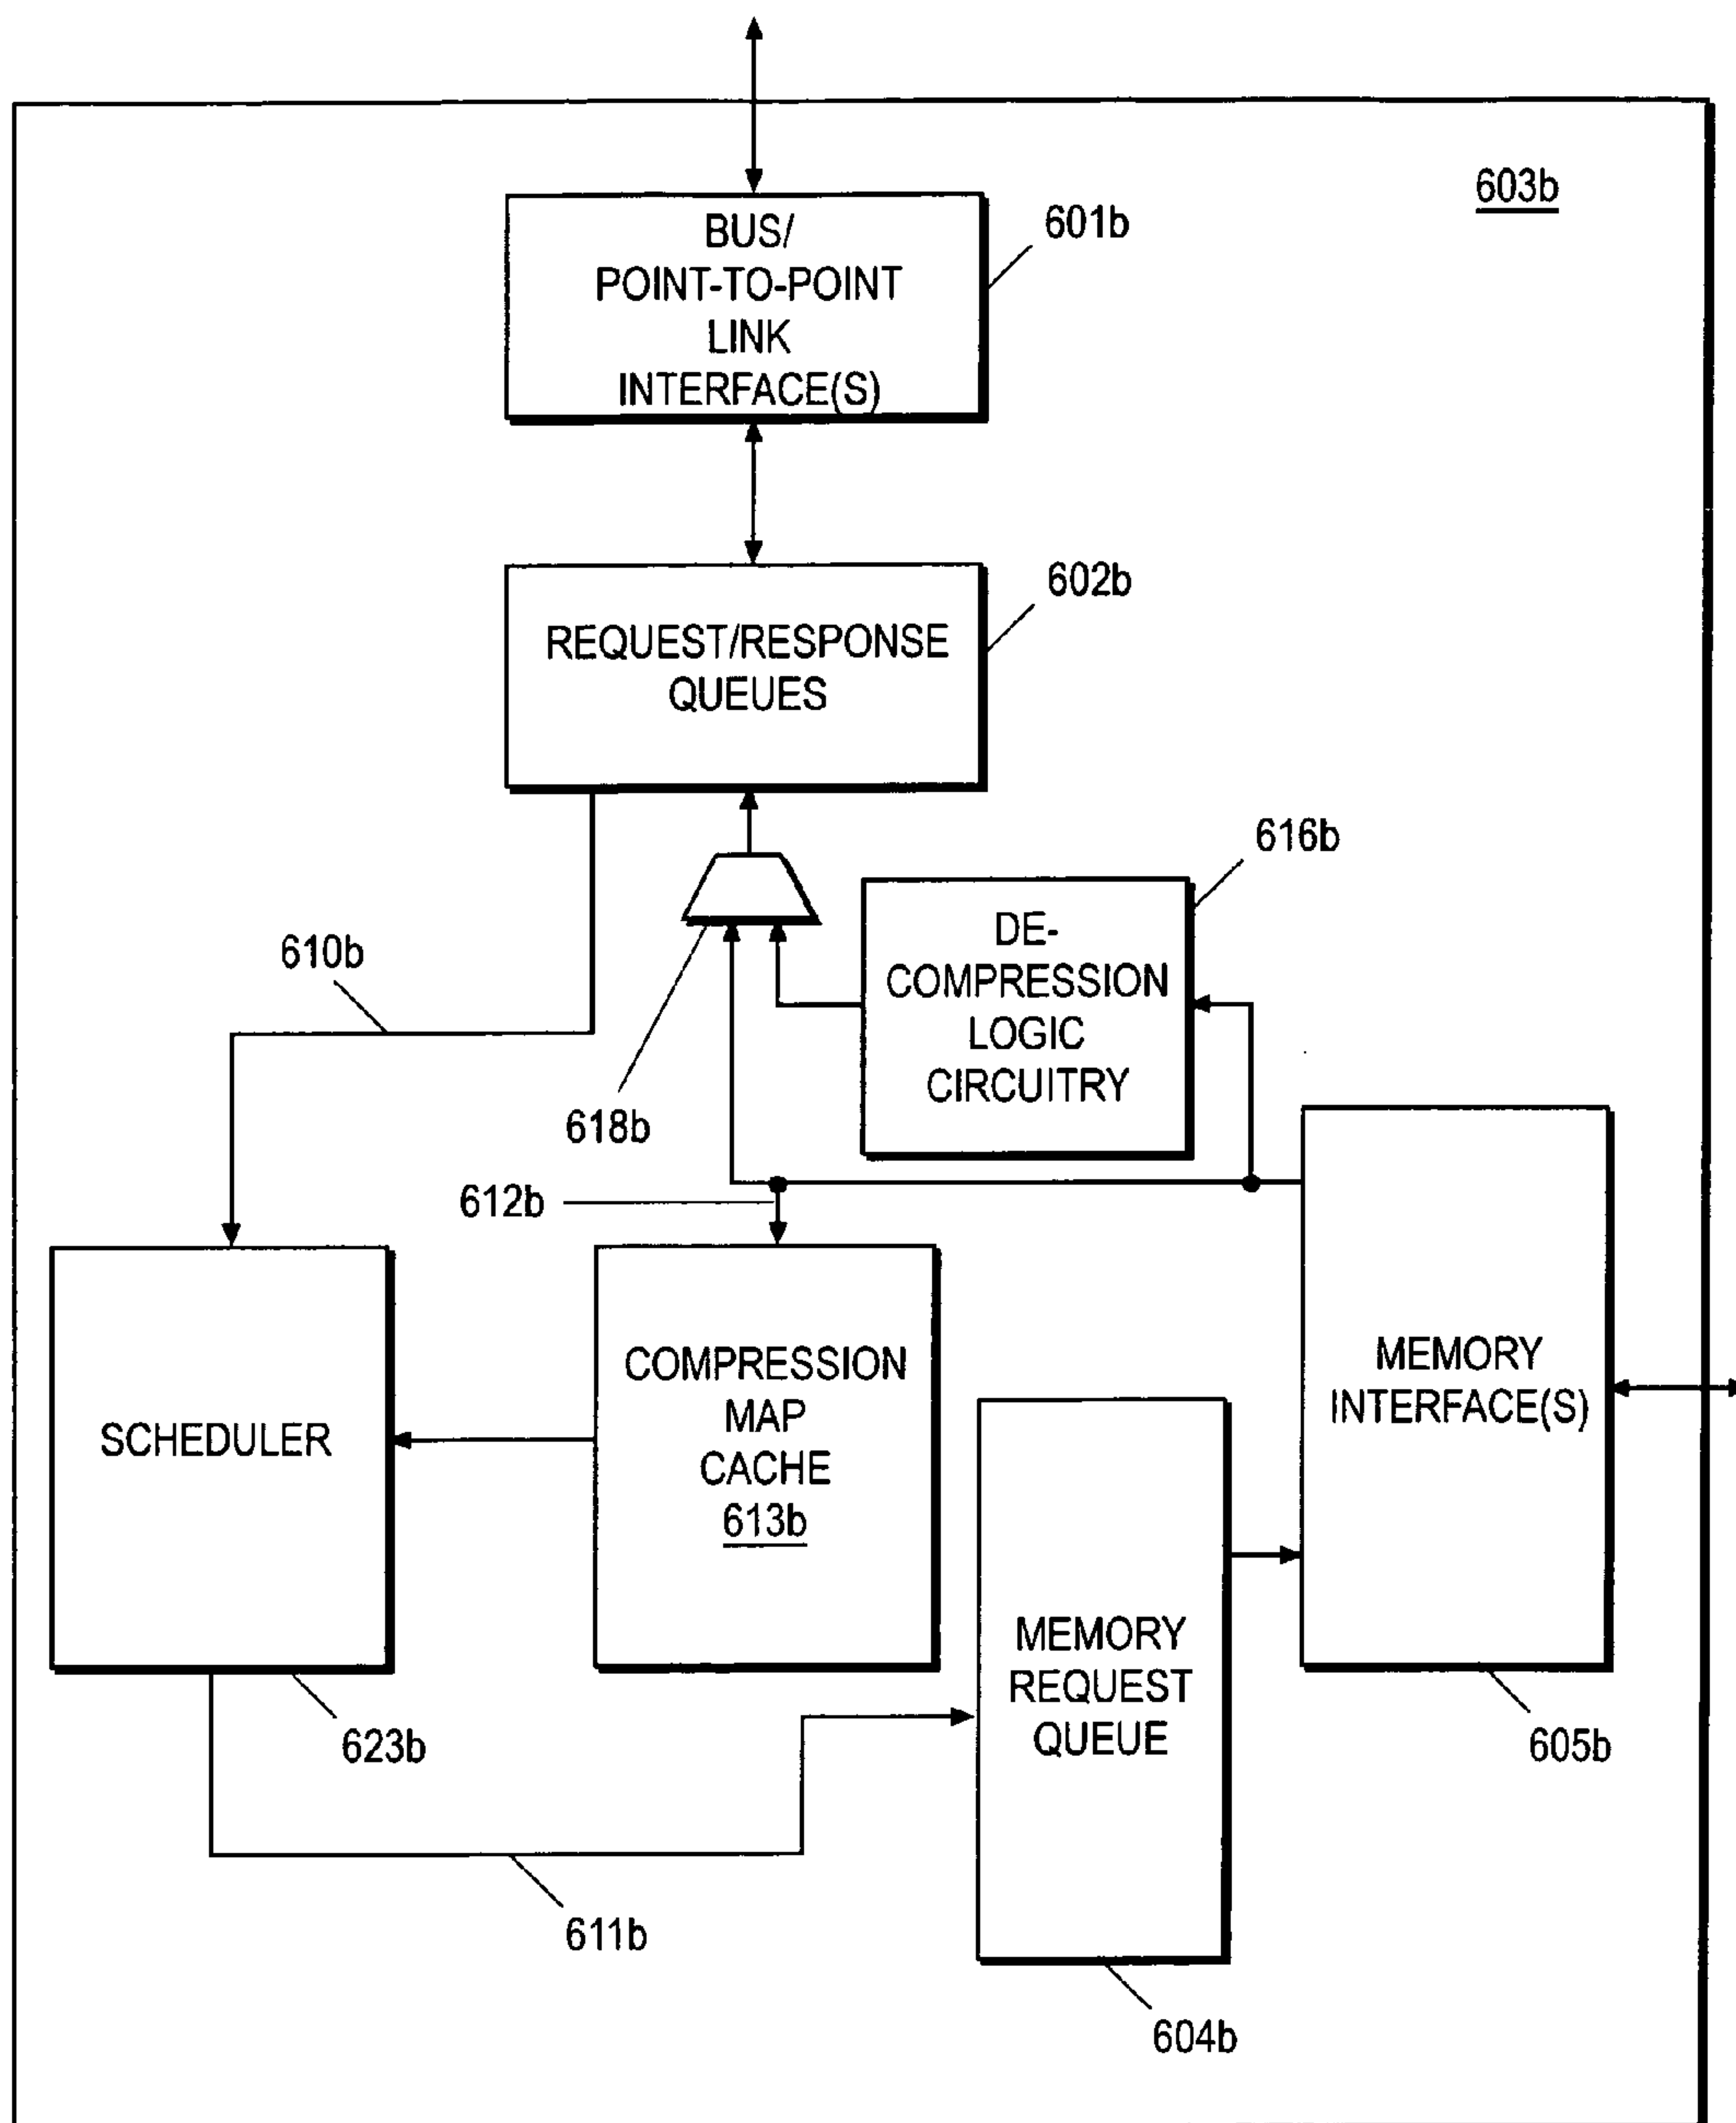 603b
BUS/
POINT-TO-POINT
LINK
INTERFACE(S)
601b
REQUEST/RESPONSE
QUEUES
602b
616b
DE-
COMPRESSION
LOGIC
CIRCUITRY
610b
618b
612b
SCHEDULER
COMPRESSION
MAP
CACHE
613b
MEMORY
INTERFACE(S)
MEMORY
REQUEST
QUEUE
623b
605b
611b
604b